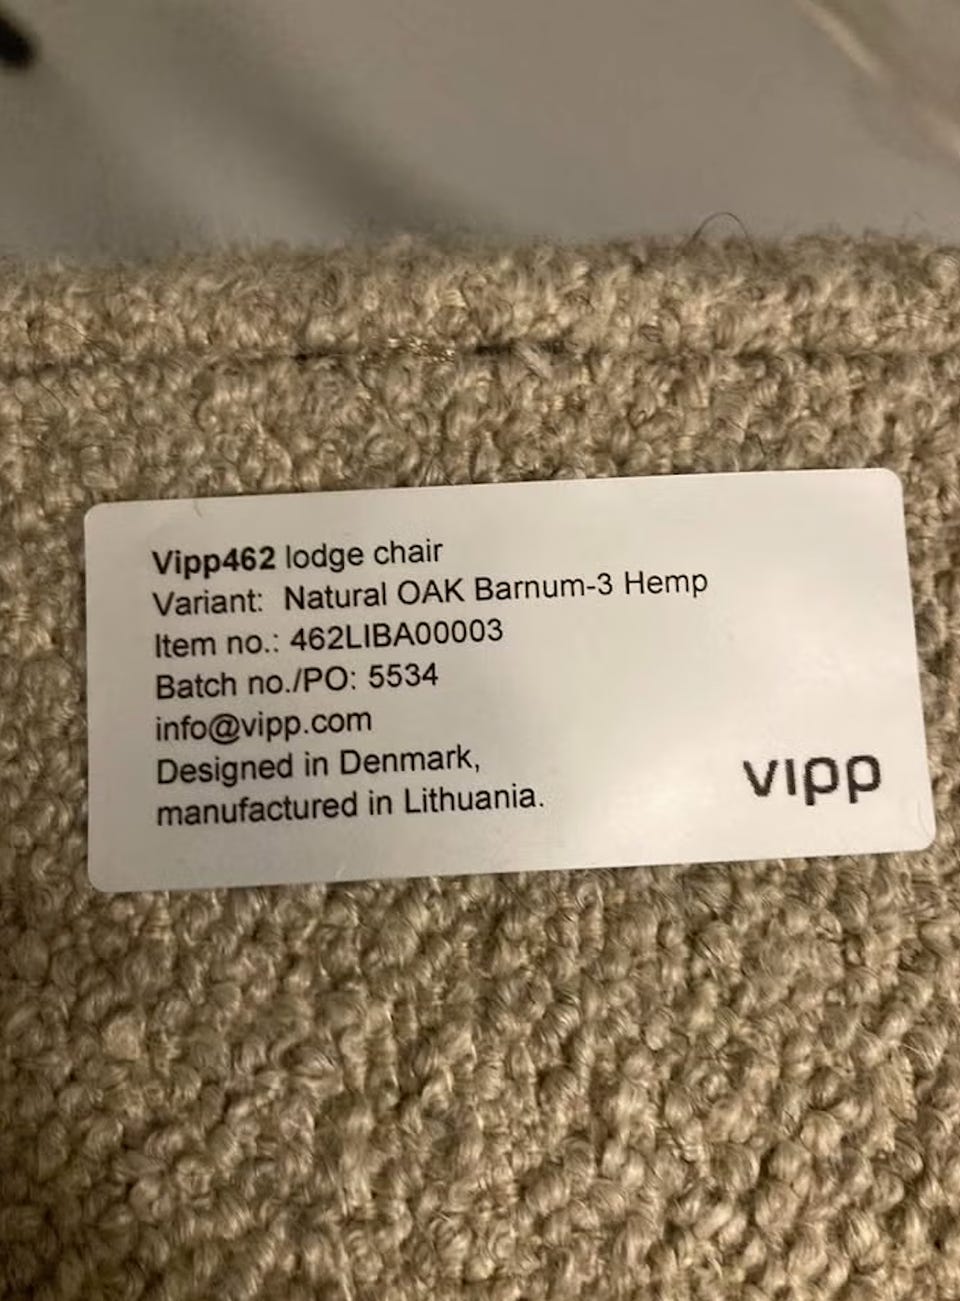 Vipp462 lodge chair
Variant: Natural OAK Barnum-3 Hemp
Item no.: 462LIBA00003
Batch no./PO: 5534
info@vipp.com
Designed in Denmark,
manufactured in Lithuania.
vipp